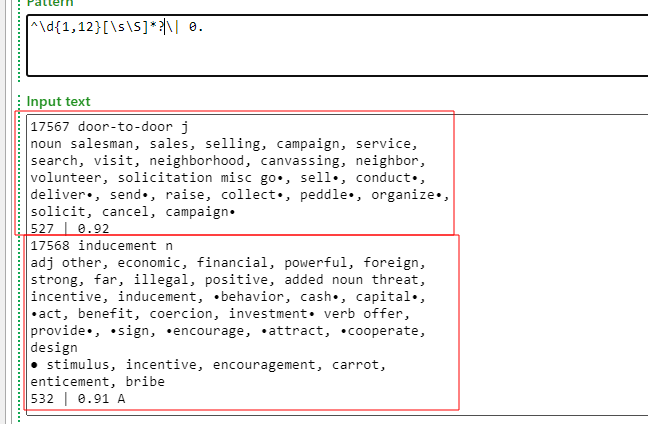 Pattern
^\d{1,12}[\s\S]*?\| 0.
Input text
17567 door-to-door j
noun salesman, sales, selling, campaign, service,
search, visit, neighborhood, canvassing, neighbor,
volunteer, solicitation misc go•, sell•, conduct•,
deliver•, send•, raise, collect•, peddle•, organize•,
solicit, cancel, campaign•
527 | 0.92
17568 inducement n
adj other, economic, financial, powerful, foreign,
strong, far, illegal, positive, added noun threat,
incentive, inducement, •behavior, cash•, capital•,
•act, benefit, coercion, investment• verb offer,
provide•, •sign, •encourage, •attract, •cooperate,
design
● stimulus, incentive, encouragement, carrot,
enticement, bribe
532 | 0.91 A